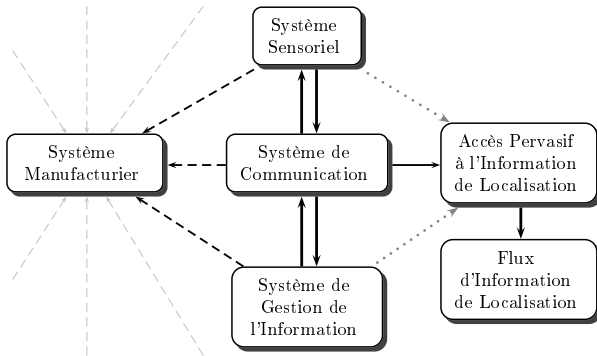 Système
Sensoriel
Système
Manufacturier
Système de
Communication
Accès Pervasif
à l'Information
de Localisation
Système de
Gestion de
l'Information
Flux
d'Information
de Localisation